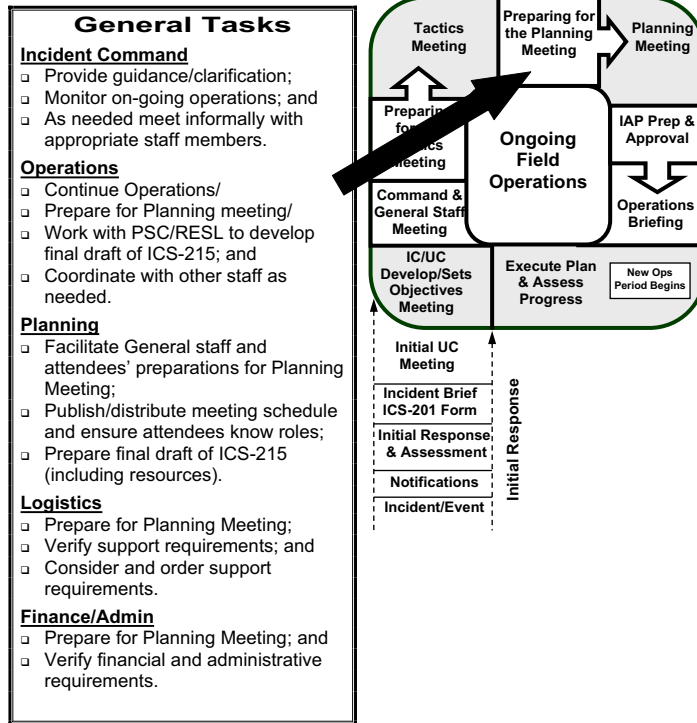 General Tasks
Incident Command
❑ Provide guidance/clarification;
❑ Monitor on-going operations; and
❑ As needed meet informally with
appropriate staff members.
Operations
❑ Continue Operations/
❑ Prepare for Planning meeting/
❑ Work with PSC/RESL to develop
final draft of ICS-215; and
❑ Coordinate with other staff as
needed.
Planning
❑ Facilitate General staff and
attendees' preparations for Planning
Meeting;
❑ Publish/distribute meeting schedule
and ensure attendees know roles;
❑ Prepare final draft of ICS-215
(including resources).
Logistics
❑ Prepare for Planning Meeting;
❑ Verify support requirements; and
❑ Consider and order support
requirements.
Finance/Admin
❑ Prepare for Planning Meeting; and
❑ Verify financial and administrative
requirements.
Tactics
Meeting
Preparing for
the Planning
Meeting
Planning
Meeting
Meeting
Ongoing
Field
Operations
IAP Prep &
Approval
Command &
General Staff
Meeting
Operations
Briefing
IC/UC
Develop/Sets
Objectives
Meeting
Execute Plan
& Assess
Progress
New Ops
Period Begins
Initial UC
Meeting
Incident Brief
ICS-201 Form
Initial Response
& Assessment
Notifications
Incident/Event
Initial Response